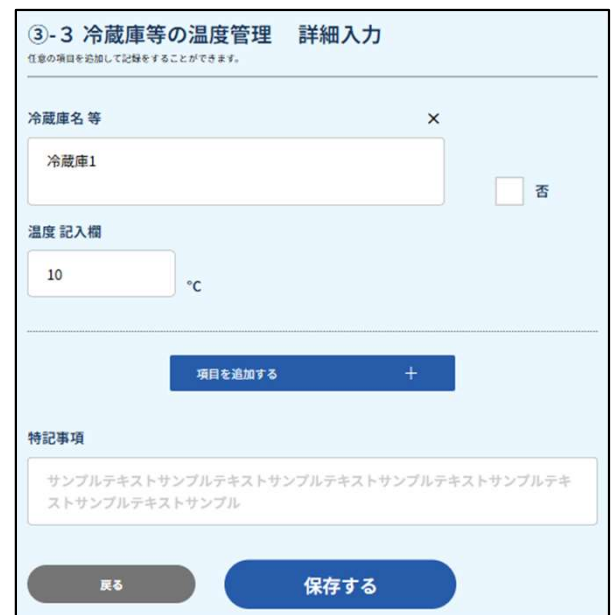 ③-3 冷蔵庫等の温度管理 詳細入力
任意の項目を追加して記録をすることができます。
冷蔵庫名 等 ×
冷蔵庫1
否
温度 記入欄
10
℃
項目を追加する +
特記事項
サンプルテキストサンプルテキストサンプルテキストサンプルテキストサンプルテキ
ストサンプルテキストサンプル
戻る 保存する